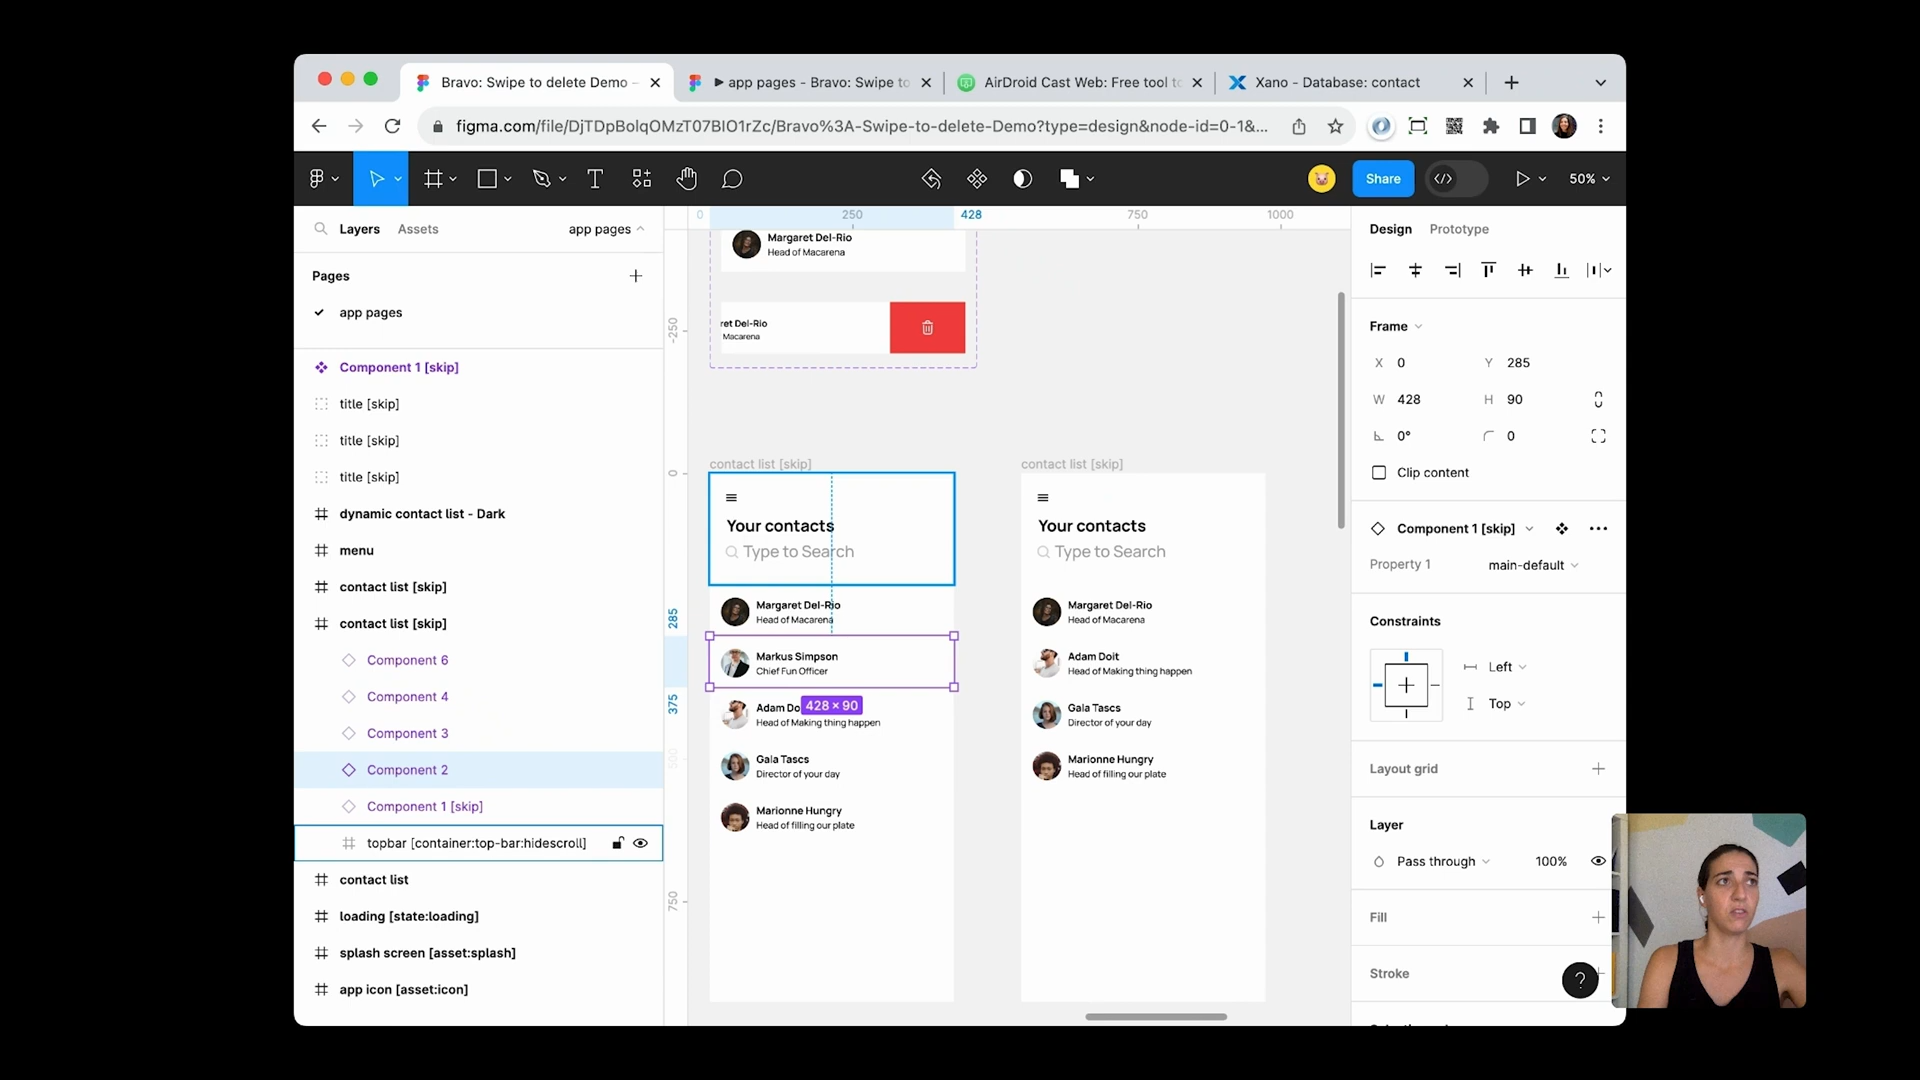 Bravo: Swipe to delete Demo –
app pages - Bravo: Swipe to
AirDroid Cast Web: Free tool to
Xano - Database: contact
figma.com/file/DjTDpBolqOMzT07BIO1rZc/Bravo%3A-Swipe-to-delete-Demo?type=design&node-id=0-1&...
Share
50%
Layers
Assets
app pages
Pages
app pages
Component 1 [skip]
title [skip]
title [skip]
title [skip]
dynamic contact list - Dark
menu
contact list [skip]
contact list [skip]
Component 6
Component 4
Component 3
Component 2
Component 1 [skip]
topbar [container:top-bar:hidescroll]
contact list
loading [state:loading]
splash screen [asset:splash]
app icon [asset:icon]
0
250
428
750
1000
-250
0
285
375
500
750
Margaret Del-Rio
Head of Macarena
ret Del-Rio
Macarena
contact list [skip]
Your contacts
Type to Search
Margaret Del-Rio
Head of Macarena
Markus Simpson
Chief Fun Officer
Adam Do
428 × 90
Head of Making thing happen
Gala Tascs
Director of your day
Marionne Hungry
Head of filling our plate
contact list [skip]
Your contacts
Type to Search
Margaret Del-Rio
Head of Macarena
Adam Doit
Head of Making thing happen
Gala Tascs
Director of your day
Marionne Hungry
Head of filling our plate
Design
Prototype
Frame
X 0
Y 285
W 428
H 90
0°
0
Clip content
Component 1 [skip]
Property 1
main-default
Constraints
Left
Top
Layout grid
Layer
Pass through
100%
Fill
Stroke
?